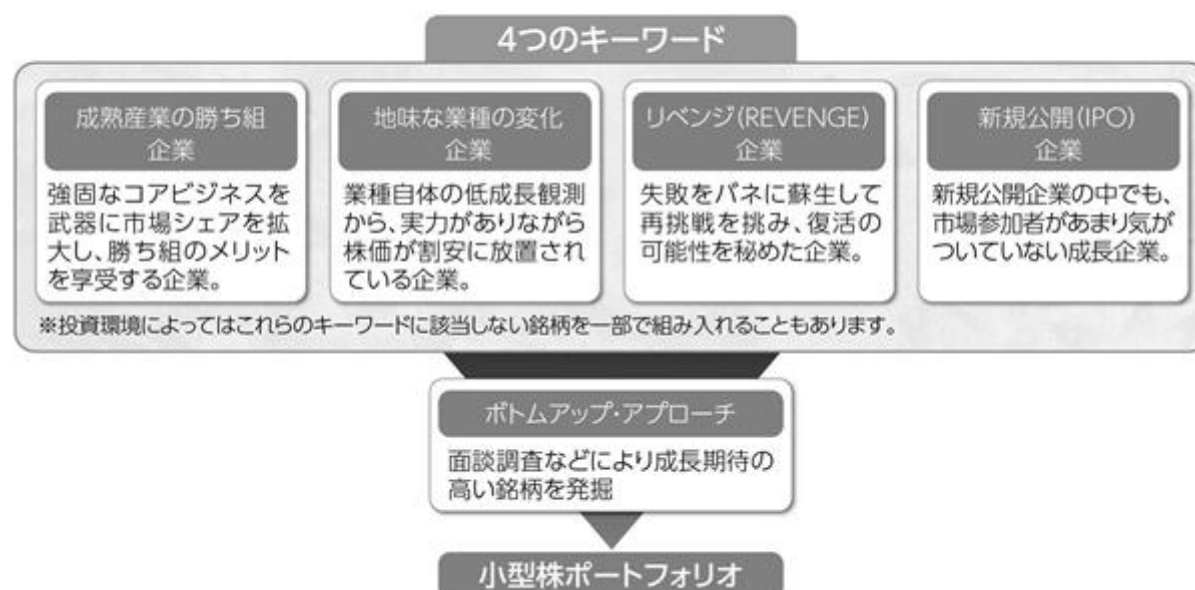 4つのキーワード
成熟産業の勝ち組
企業
強固なコアビジネスを
武器に市場シェアを拡
大し、勝ち組のメリット
を享受する企業。
地味な業種の変化
企業
業種自体の低成長観測
から、実力がありながら
株価が割安に放置され
ている企業。
リベンジ(REVENGE)
企業
失敗をバネに蘇生して
再挑戦を挑み、復活の
可能性を秘めた企業。
新規公開(IPO)
企業
新規公開企業の中でも、
市場参加者があまり気が
ついていない成長企業。
※投資環境によってはこれらのキーワードに該当しない銘柄を一部で組み入れることもあります。
ボトムアップ・アプローチ
面談調査などにより成長期待の
高い銘柄を発掘
小型株ポートフォリオ